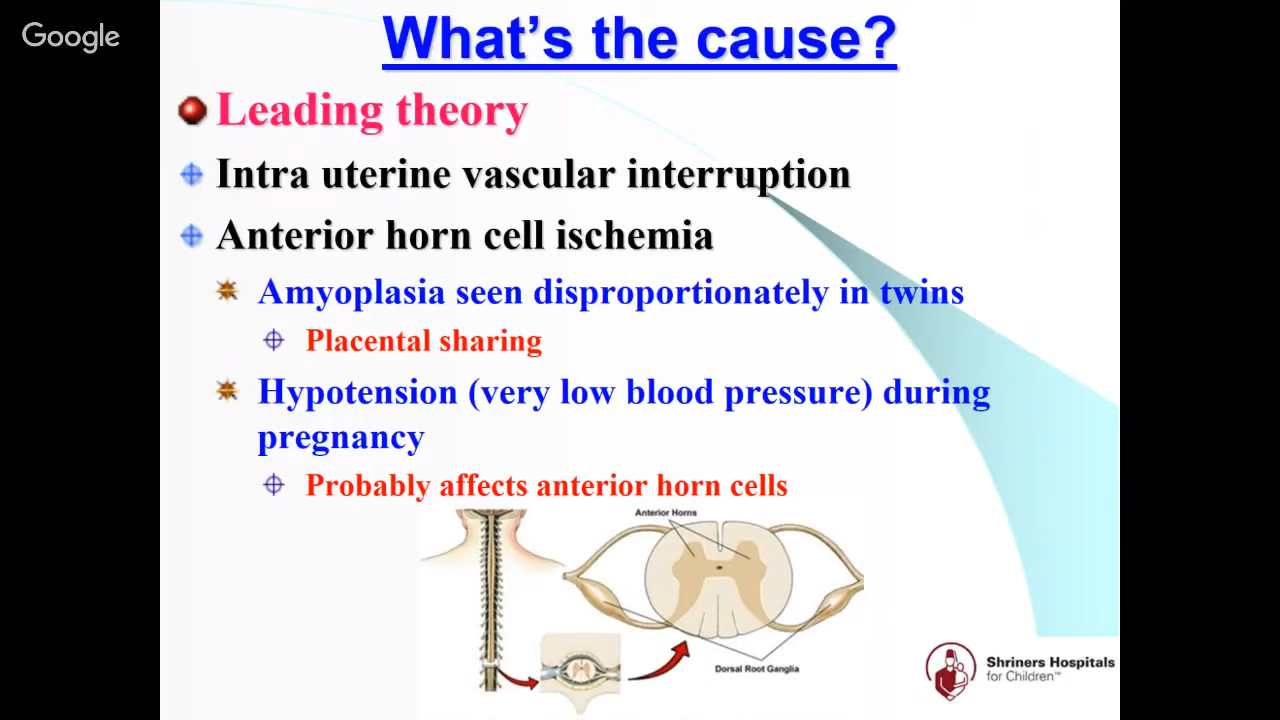 Google
What's the cause?
Leading theory
Intra uterine vascular interruption
Anterior horn cell ischemia
Amyoplasia seen disproportionately in twins
Placental sharing
Hypotension (very low blood pressure) during
pregnancy
Probably affects anterior horn cells
Anterior Horns
Dorsal Root Ganglia
Shriners Hospitals
for Children™